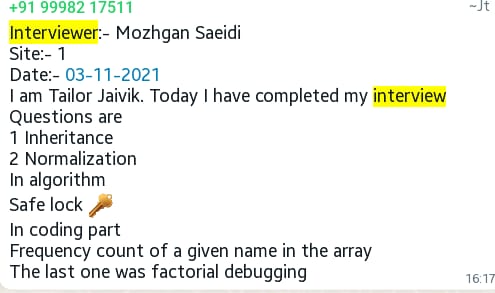 +91 99982 17511
~Jt
Interviewer:- Mozhgan Saeidi
Site:- 1
Date:- 03-11-2021
I am Tailor Jaivik. Today I have completed my interview
Questions are
1 Inheritance
2 Normalization
In algorithm
Safe lock 🗝️
In coding part
Frequency count of a given name in the array
The last one was factorial debugging
16:17